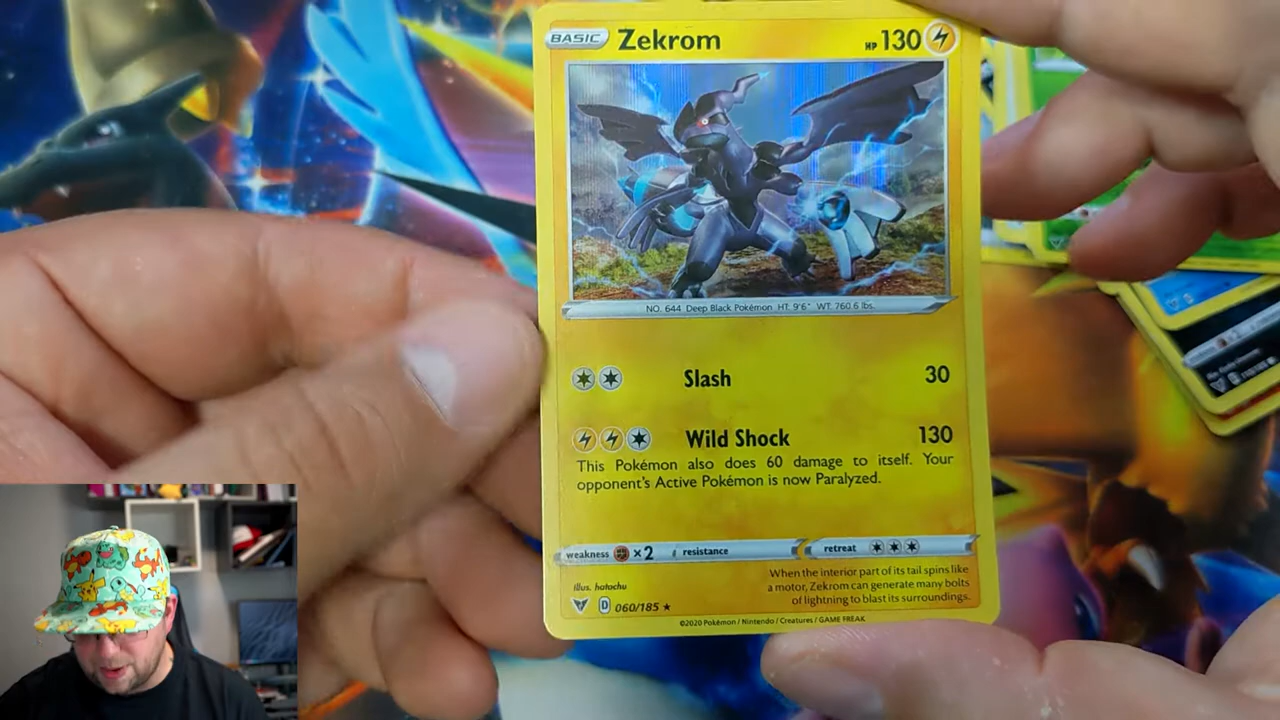 BASIC Zekrom HP 130
NO. 644 Deep Black Pokémon HT: 9'6" WT: 760.6 lbs.
Slash 30
Wild Shock 130
This Pokémon also does 60 damage to itself. Your
opponent's Active Pokémon is now Paralyzed.
weakness ×2 resistance retreat
When the interior part of its tail spins like
a motor, Zekrom can generate many bolts
of lightning to blast its surroundings.
Illus. hatochu
D 060/185 ★
©2020 Pokémon / Nintendo / Creatures / GAME FREAK